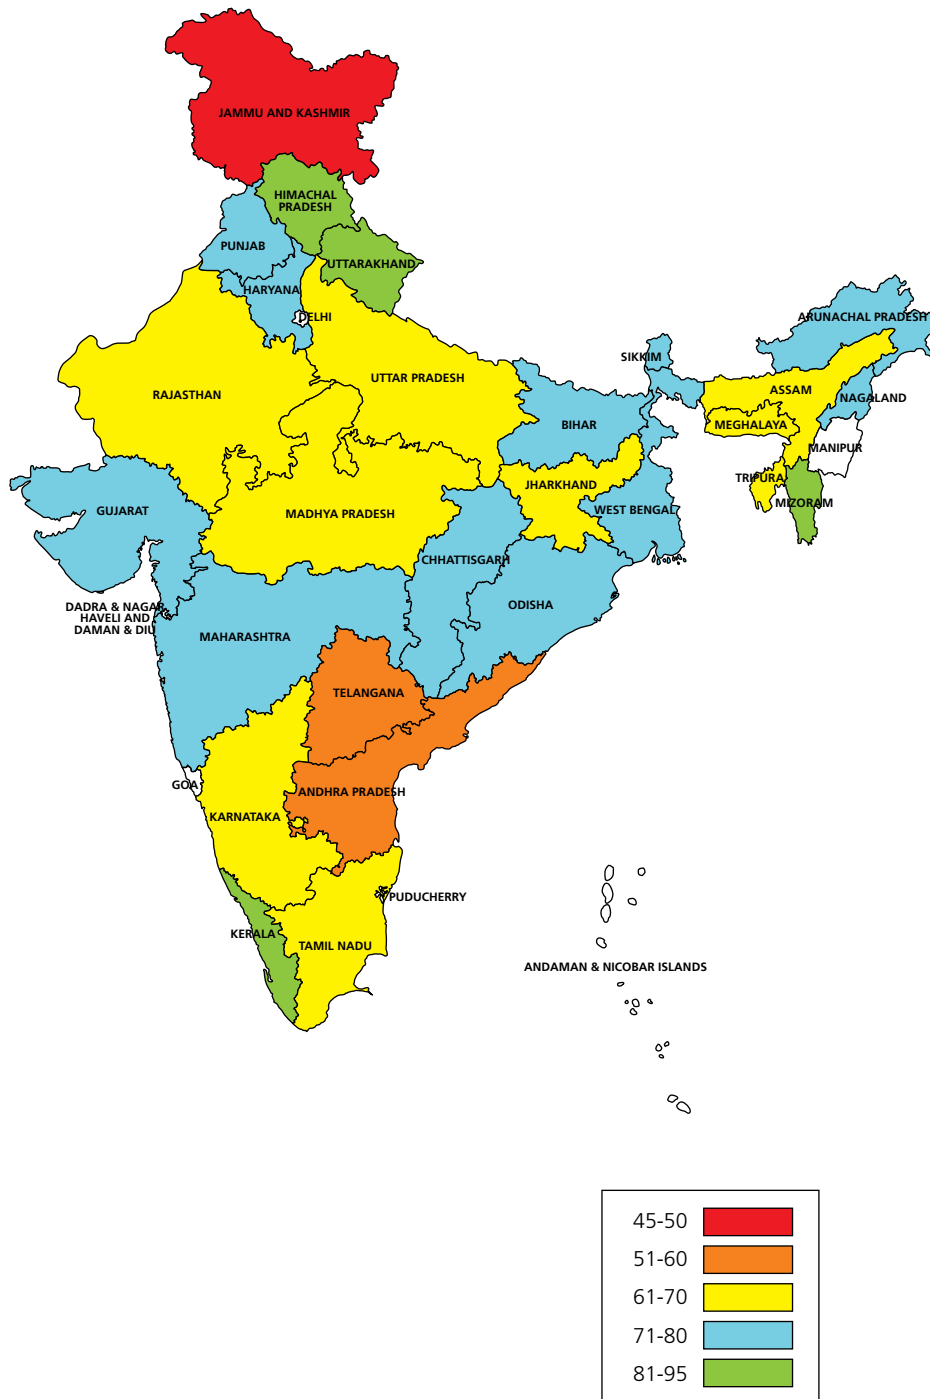 JAMMU AND KASHMIR
HIMACHAL
PRADESH
PUNJAB
UTTARAKHAND
HARYANA
DELHI
ARUNACHAL PRADESH
SIKKIM
UTTAR PRADESH
RAJASTHAN
ASSAM
NAGALAND
BIHAR
MEGHALAYA
MANIPUR
TRIPURA
JHARKHAND
MIZORAM
GUJARAT
MADHYA PRADESH
WEST BENGAL
CHHATTISGARH
ODISHA
DADRA & NAGAR
HAVELI AND
DAMAN & DIU
MAHARASHTRA
TELANGANA
GOA
ANDHRA PRADESH
KARNATAKA
PUDUCHERRY
KERALA
TAMIL NADU
ANDAMAN & NICOBAR ISLANDS
45-50
51-60
61-70
71-80
81-95